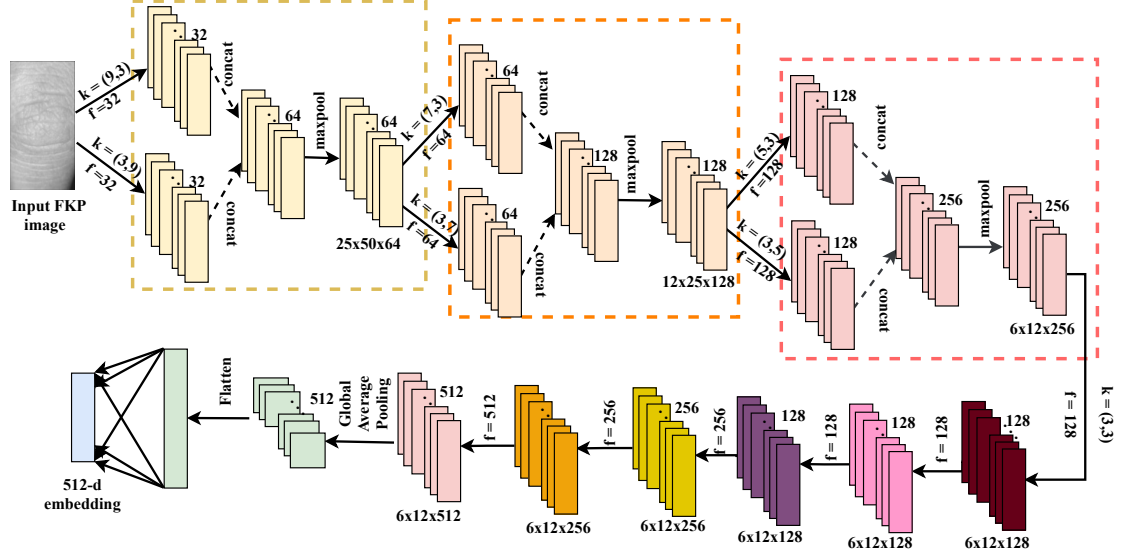 Input FKP
image
k = (9,3)
f=32
k = (3,9)
f=32
32
32
concat
concat
64
maxpool
64
25x50x64
k = (7,3)
f=64
k = (3,7)
f=64
64
64
concat
concat
128
maxpool
128
12x25x128
k = (5,3)
f=128
k = (3,5)
f=128
128
128
concat
concat
256
maxpool
256
6x12x256
k = (3,3)
f = 128
128
6x12x128
f = 128
128
6x12x128
f = 128
128
6x12x128
f = 256
256
6x12x256
f = 256
6x12x256
f = 512
512
6x12x512
Global
Average
Pooling
512
Flatten
512-d
embedding